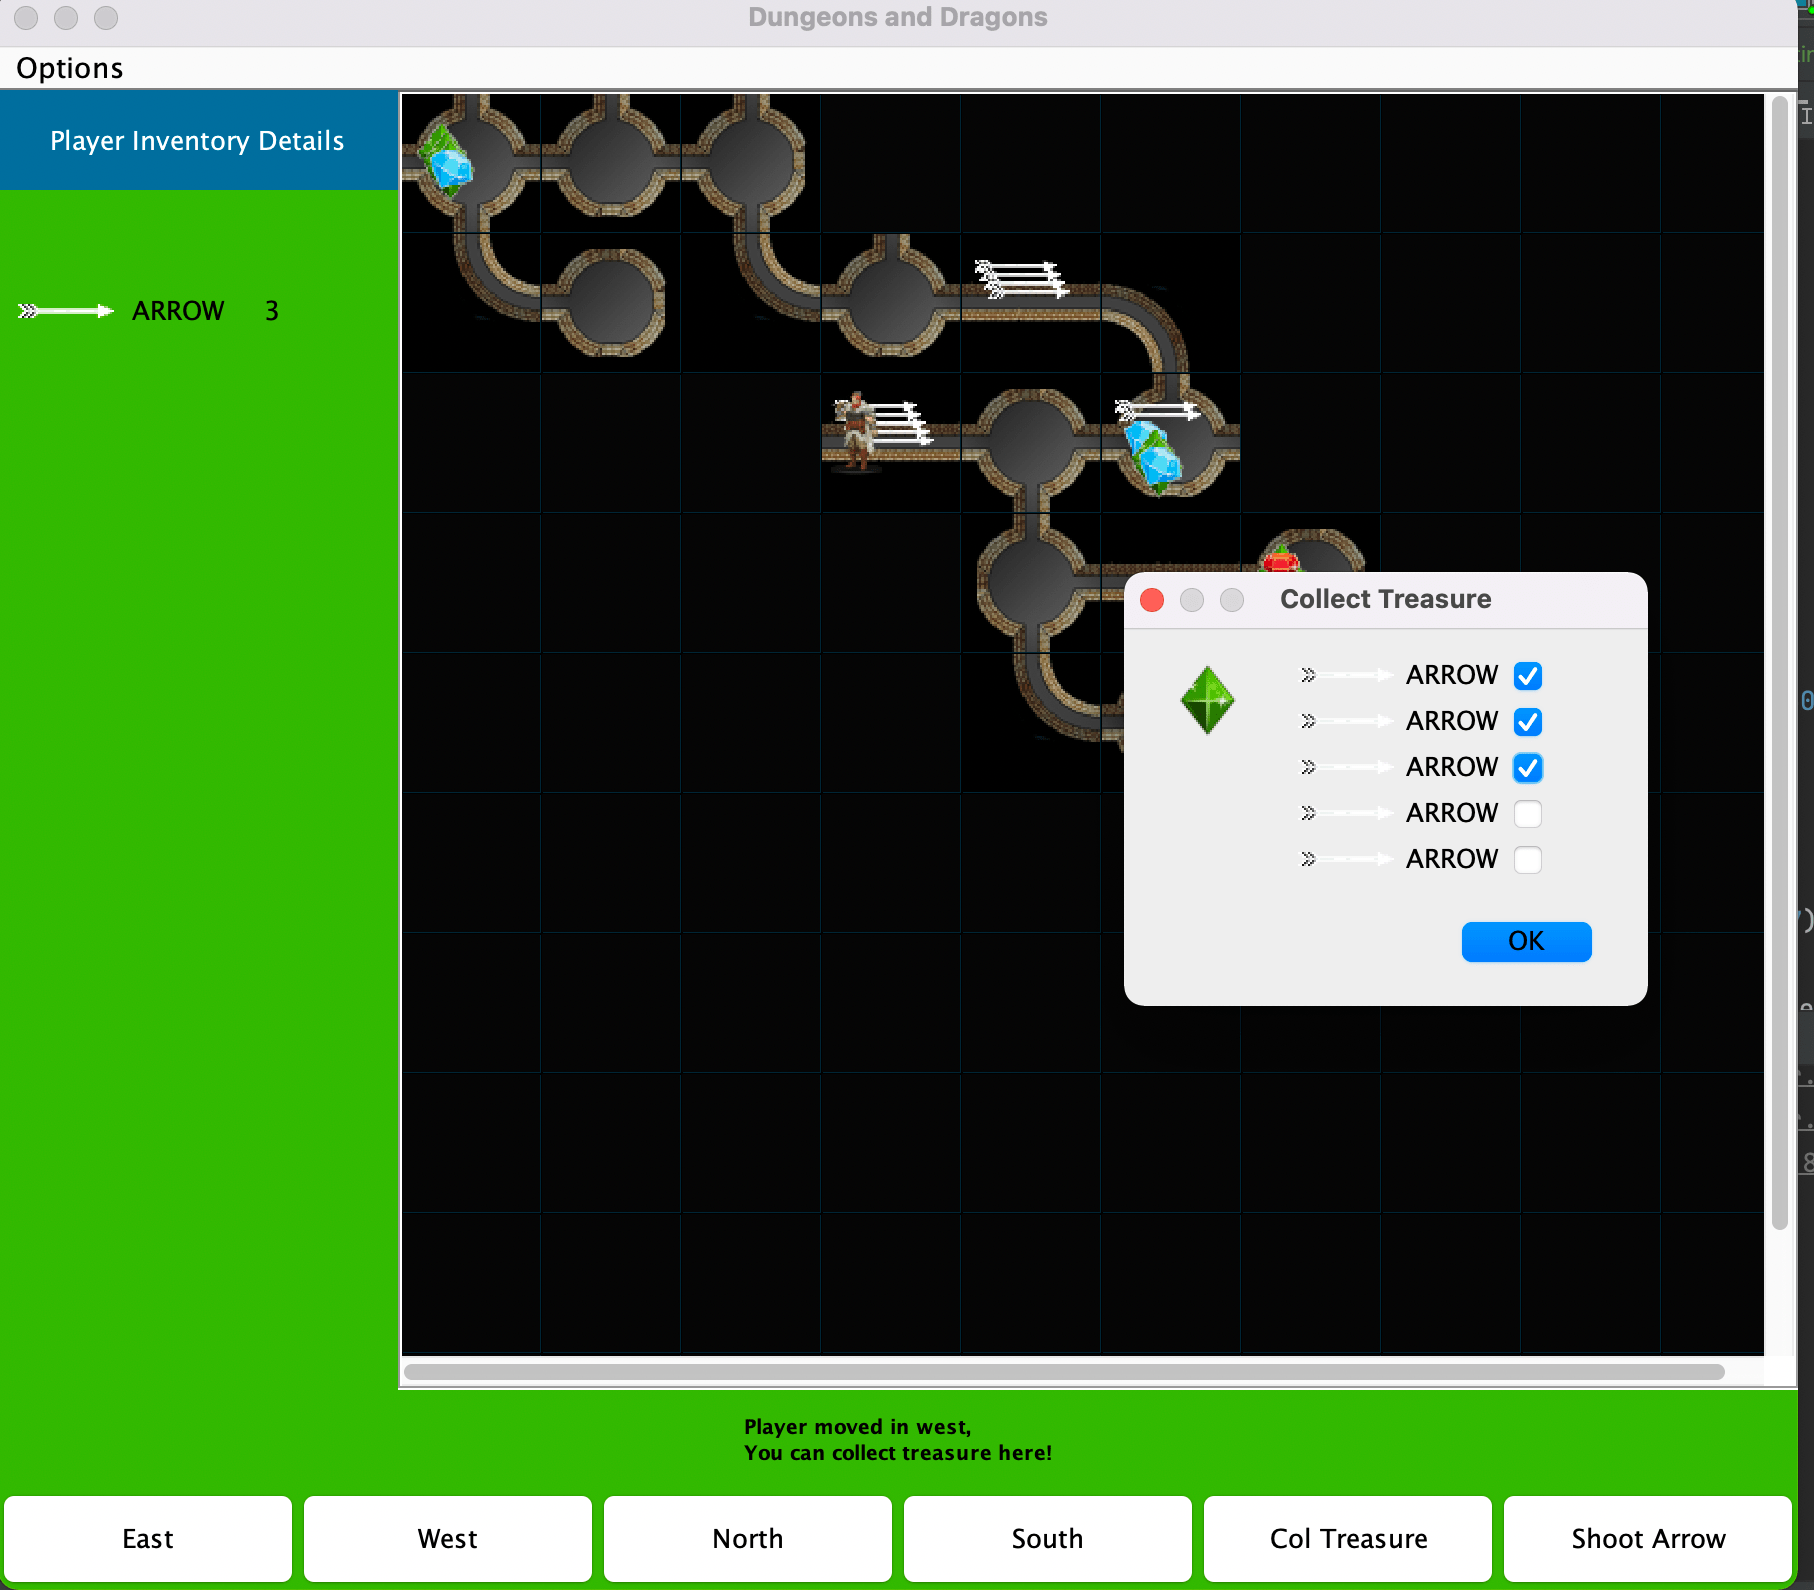 Dungeons and Dragons
Options
Player Inventory Details
ARROW 3
Collect Treasure
ARROW
ARROW
ARROW
ARROW
ARROW
OK
Player moved in west,
You can collect treasure here!
East West North South Col Treasure Shoot Arrow